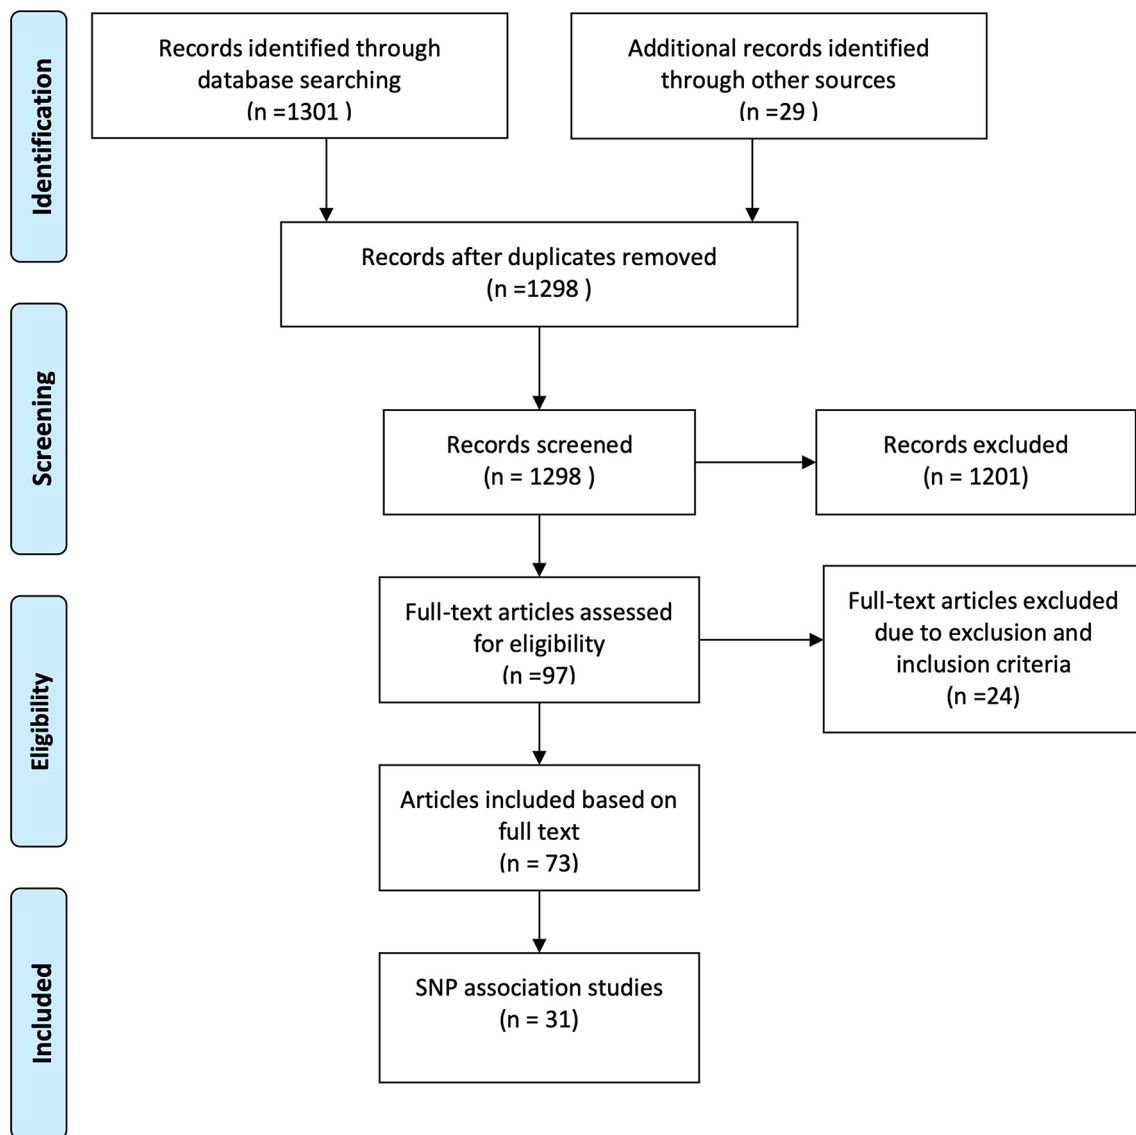 Identification
Records identified through
database searching
(n =1301 )
Additional records identified
through other sources
(n =29 )
Records after duplicates removed
(n =1298 )
Screening
Records screened
(n = 1298 )
Records excluded
(n = 1201)
Eligibility
Full-text articles assessed
for eligibility
(n =97)
Full-text articles excluded
due to exclusion and
inclusion criteria
(n =24)
Articles included based on
full text
(n = 73)
Included
SNP association studies
(n = 31)